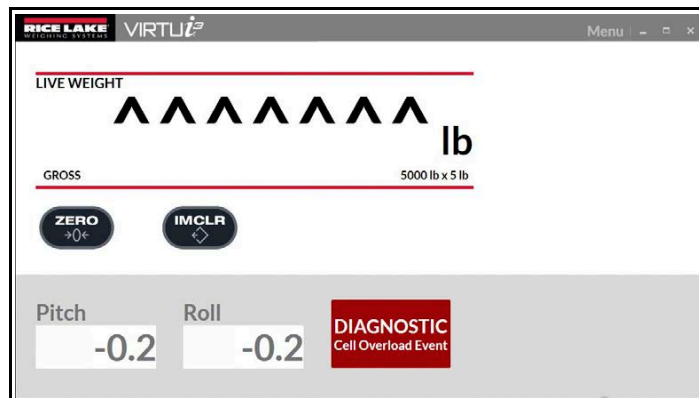 RICE LAKE VIRTUi³ Menu
WEIGHING SYSTEMS
LIVE WEIGHT
^^^^^^^
lb
GROSS 5000 lb x 5 lb
ZERO IMCLR
→0←
Pitch Roll
-0.2 -0.2
DIAGNOSTIC
Cell Overload Event